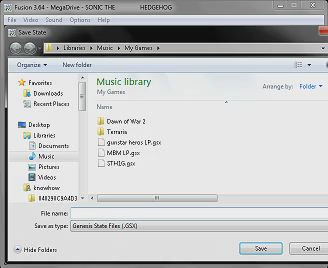 Fusion 3.64 - MegaDrive - SONIC THE HEDGEHOG
File Video Sound Options Help
Save State
Libraries Music My Games
Organize New folder
Favorites
Downloads
Recent Places
Desktop
Libraries
Documents
Music
Pictures
Videos
knowhow
Music library
My Games
Arrange by: Folder
Name
Dawn of War 2
Terraria
gunstar heros LP.gsx
MBM LP.gsx
STH1G.gsx
File name:
Save as type: Genesis State Files (.GSX)
Hide Folders
Save
Cancel